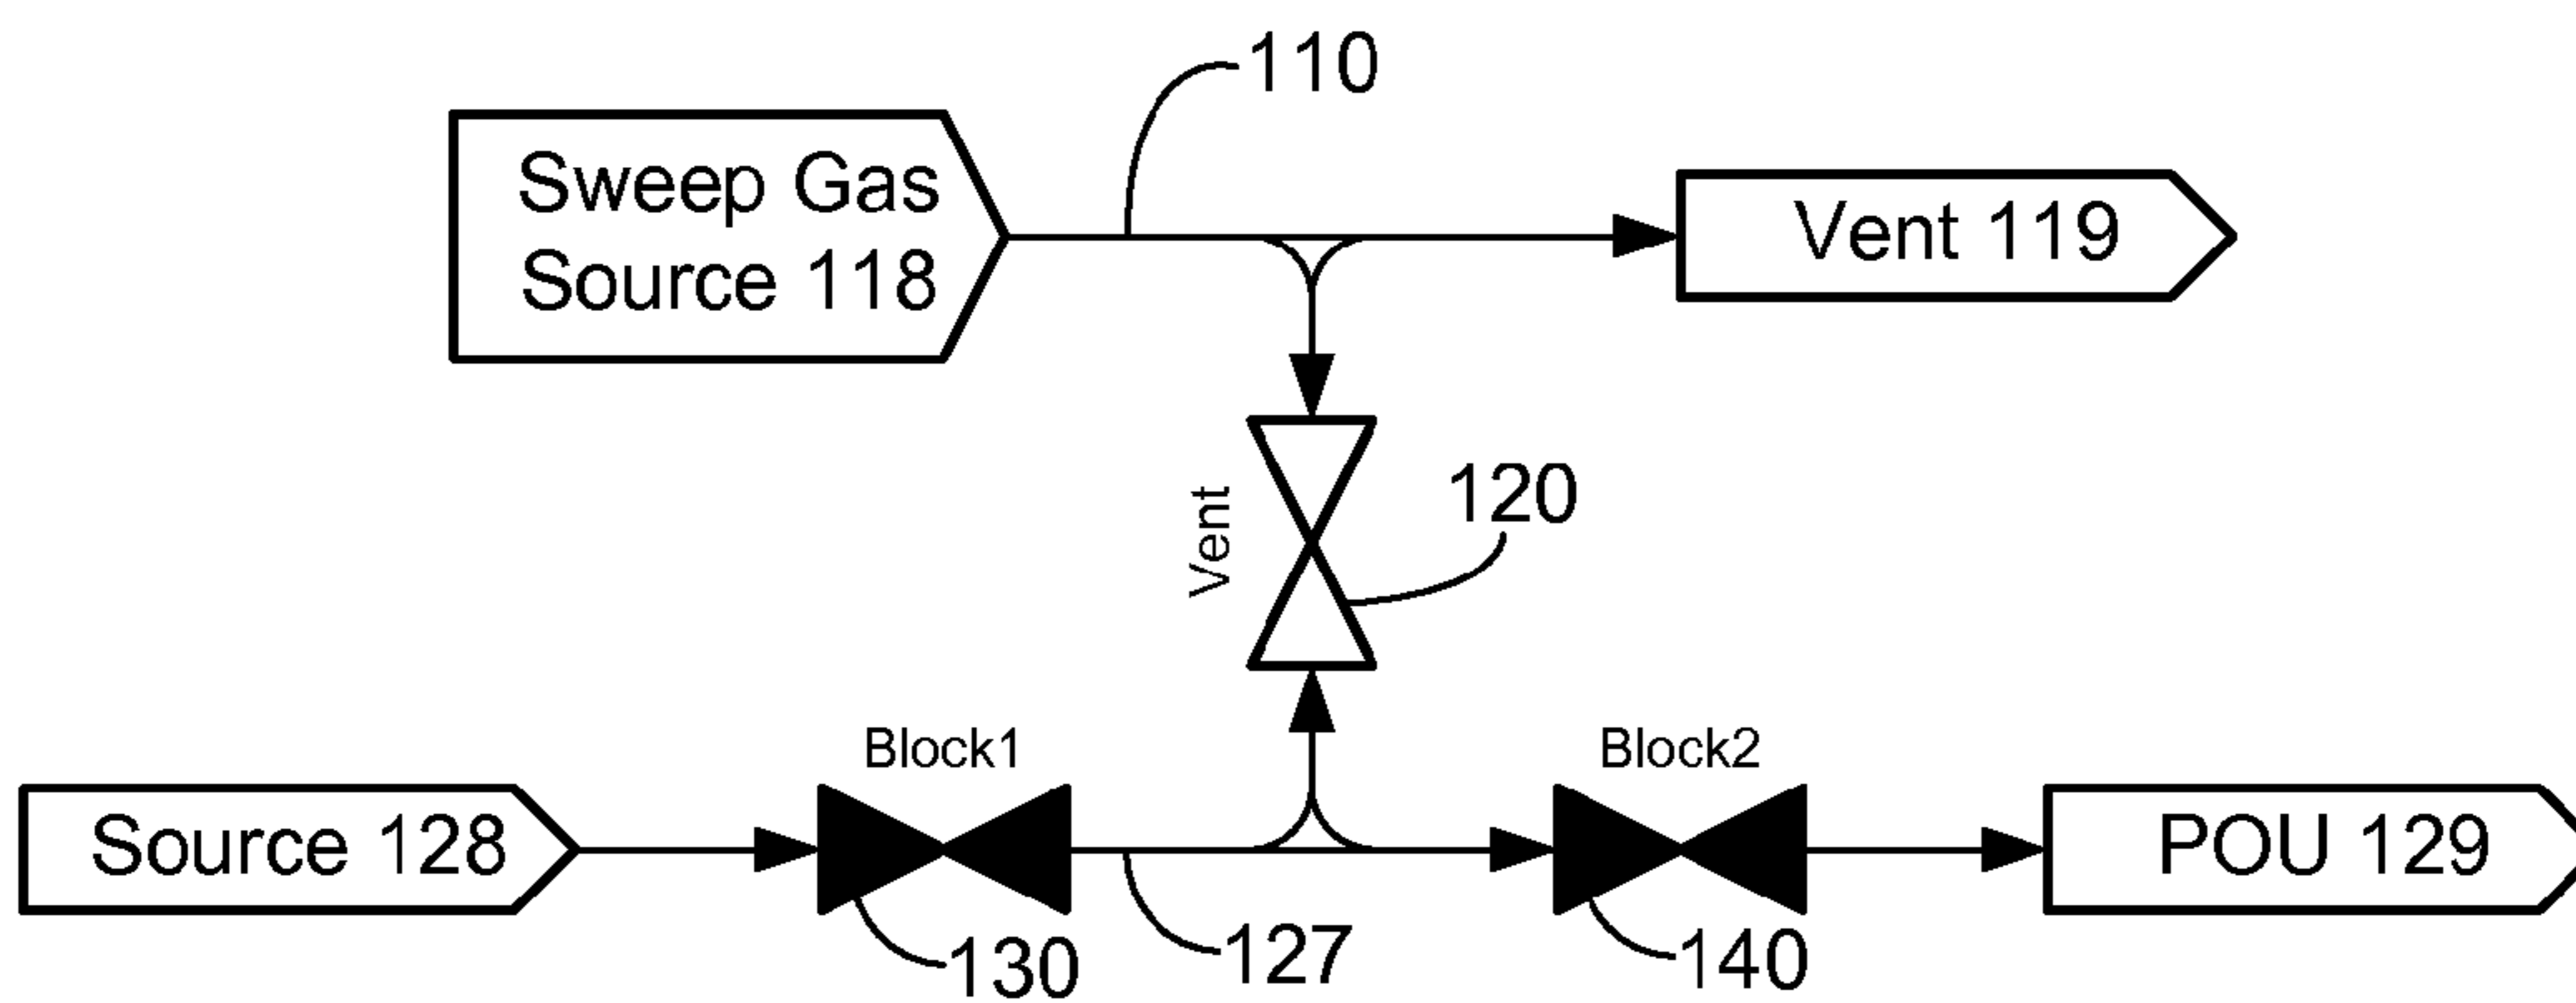 110
Sweep Gas
Source 118
Vent 119
Vent
120
Block1
Block2
Source 128
POU 129
130
127
140